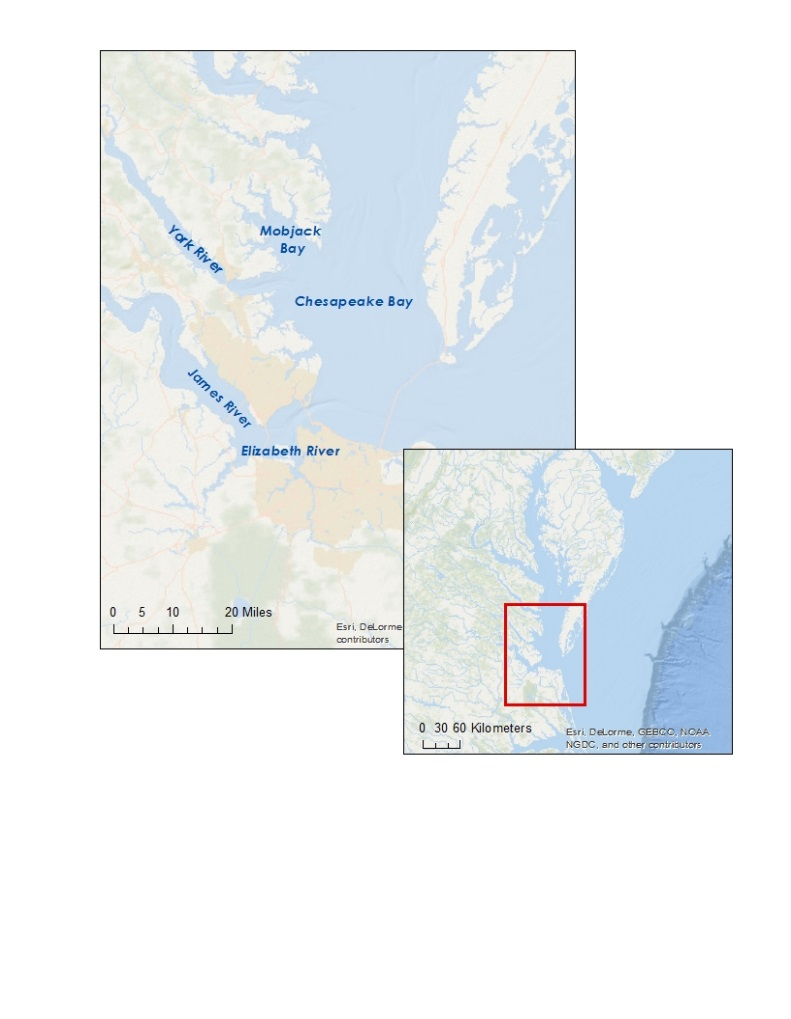 Mobjack
Bay
York River
Chesapeake Bay
James River
Elizabeth River
0 5 10 20 Miles
Esri, DeLorme
contributors
0 30 60 Kilometers
Esri, DeLorme, GEBCO, NOAA
NGDC, and other contributors